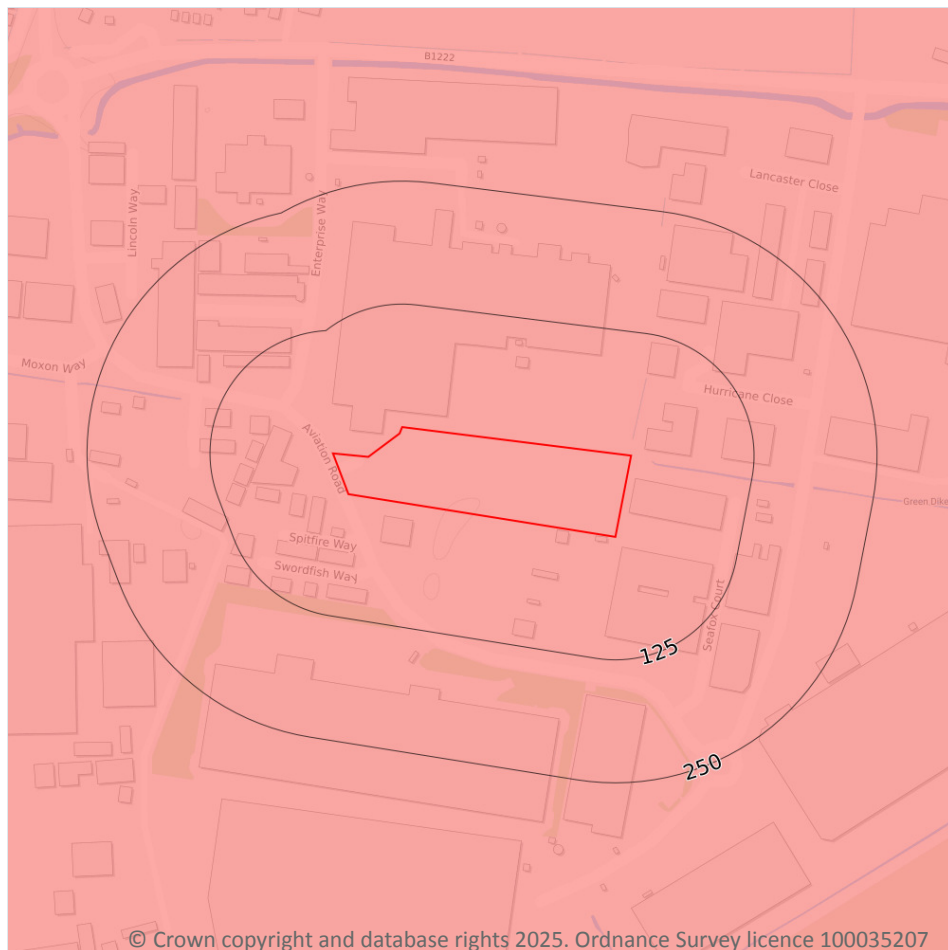 B1222
Lancaster Close
Lincoln Way
Enterprise Way
Moxon Way
Hurricane Close
Aviation Road
Green Dike
Spitfire Way
Swordfish Way
Seafox Court
125
250
© Crown copyright and database rights 2025. Ordnance Survey licence 100035207